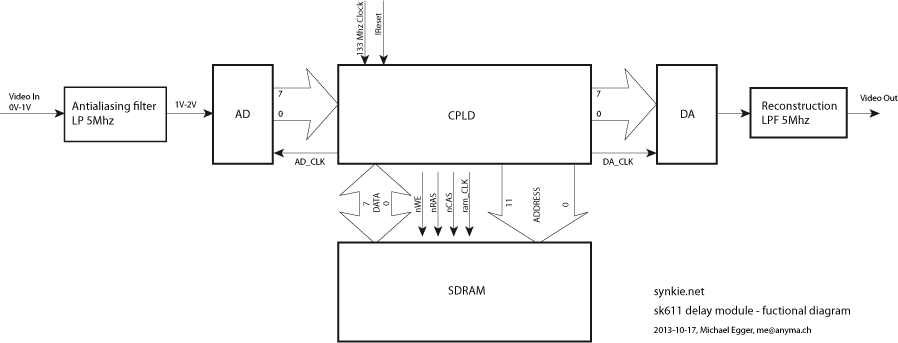 133 Mhz Clock
!Reset
Video In
0V-1V
Antialiasing filter
LP 5Mhz
1V-2V
AD
7
0
AD_CLK
CPLD
7
0
DA_CLK
DA
Reconstruction
LPF 5Mhz
Video Out
7
DATA
0
nWE
nRAS
nCAS
ram_CLK
11
ADDRESS
0
SDRAM
synkie.net
sk611 delay module - fuctional diagram
2013-10-17, Michael Egger, me@anyma.ch